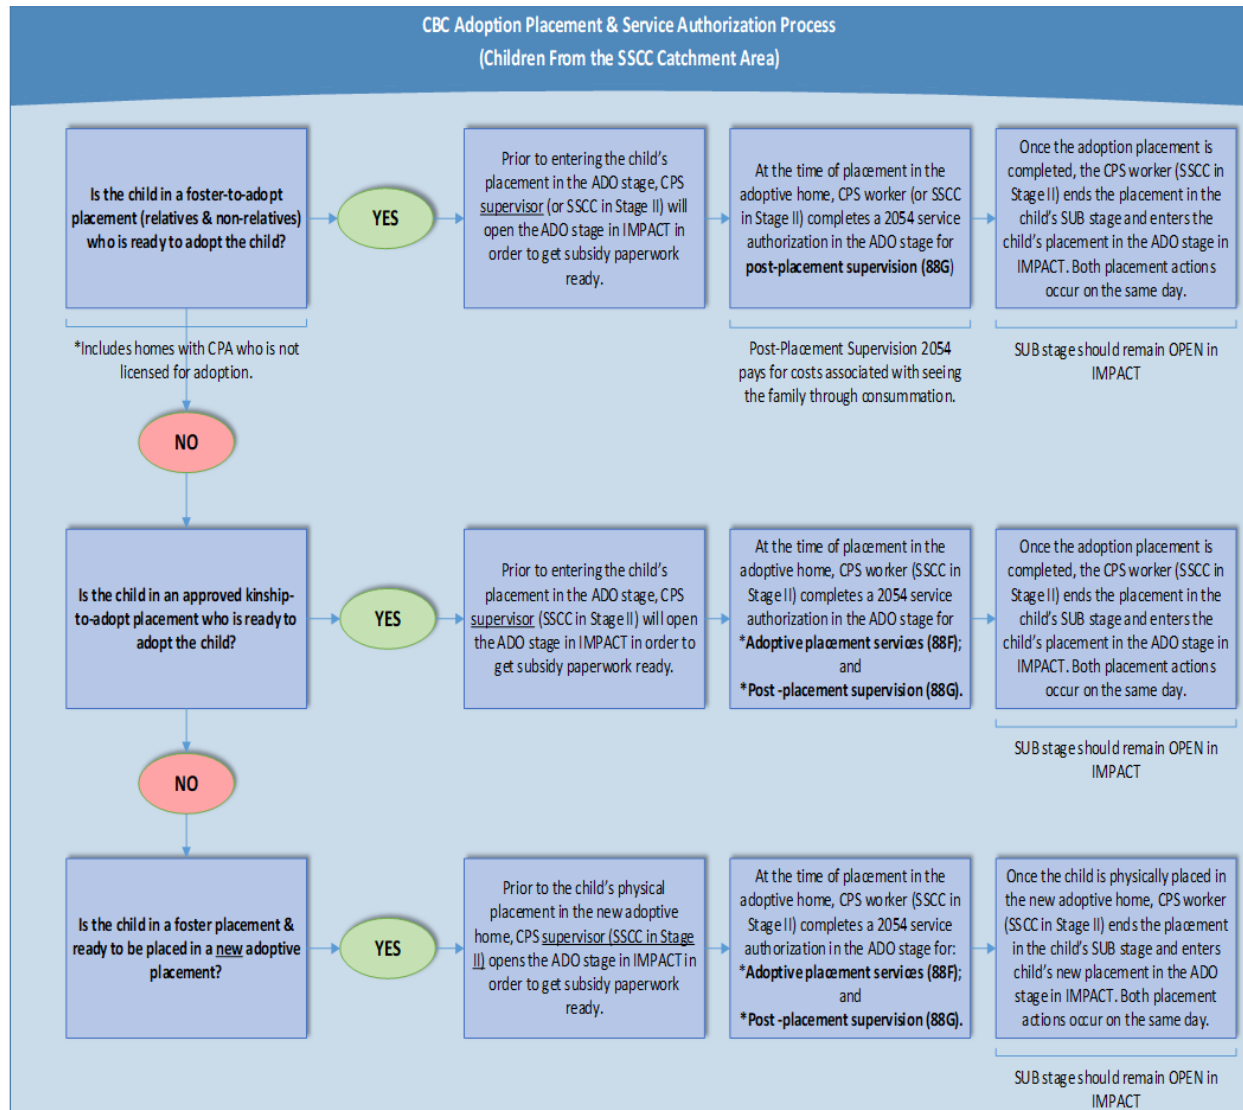 CBC Adoption Placement & Service Authorization Process
(Children From the SSCC Catchment Area)
Is the child in a foster-to-adopt
placement (relatives & non-relatives)
who is ready to adopt the child?
YES
Prior to entering the child's
placement in the ADO stage, CPS
supervisor (or SSCC in Stage II) will
open the ADO stage in IMPACT in
order to get subsidy paperwork
ready.
At the time of placement in the
adoptive home, CPS worker (or SSCC
in Stage II) completes a 2054 service
authorization in the ADO stage for
post-placement supervision (88G)
Once the adoption placement is
completed, the CPS worker (SSCC in
Stage II) ends the placement in the
child's SUB stage and enters the
child's placement in the ADO stage in
IMPACT. Both placement actions
occur on the same day.
*Includes homes with CPA who is not
licensed for adoption.
Post-Placement Supervision 2054
pays for costs associated with seeing
the family through consummation.
SUB stage should remain OPEN in
IMPACT
NO
Is the child in an approved kinship-
to-adopt placement who is ready to
adopt the child?
YES
Prior to entering the child's
placement in the ADO stage, CPS
supervisor (SSCC in Stage II) will open
the ADO stage in IMPACT in order to
get subsidy paperwork ready.
At the time of placement in the
adoptive home, CPS worker (SSCC in
Stage II) completes a 2054 service
authorization in the ADO stage for
*Adoptive placement services (88F);
and
*Post -placement supervision (88G).
Once the adoption placement is
completed, the CPS worker (SSCC in
Stage II) ends the placement in the
child's SUB stage and enters the
child's placement in the ADO stage in
IMPACT. Both placement actions
occur on the same day.
SUB stage should remain OPEN in
IMPACT
NO
Is the child in a foster placement &
ready to be placed in a new adoptive
placement?
YES
Prior to the child's physical
placement in the new adoptive
home, CPS supervisor (SSCC in Stage
II) opens the ADO stage in IMPACT in
order to get subsidy paperwork
ready.
At the time of placement in the
adoptive home, CPS worker (SSCC in
Stage II) completes a 2054 service
authorization in the ADO stage for:
*Adoptive placement services (88F);
and
*Post -placement supervision (88G).
Once the child is physically placed in
the new adoptive home, CPS worker
(SSCC in Stage II) ends the placement
in the child's SUB stage and enters
child's new placement in the ADO
stage in IMPACT. Both placement
actions occur on the same day.
SUB stage should remain OPEN in
IMPACT